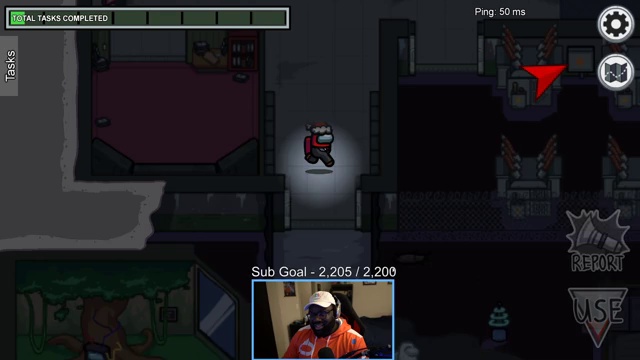 TOTAL TASKS COMPLETED
Ping: 50 ms
Tasks
REPORT
USE
Sub Goal - 2,205 / 2,200